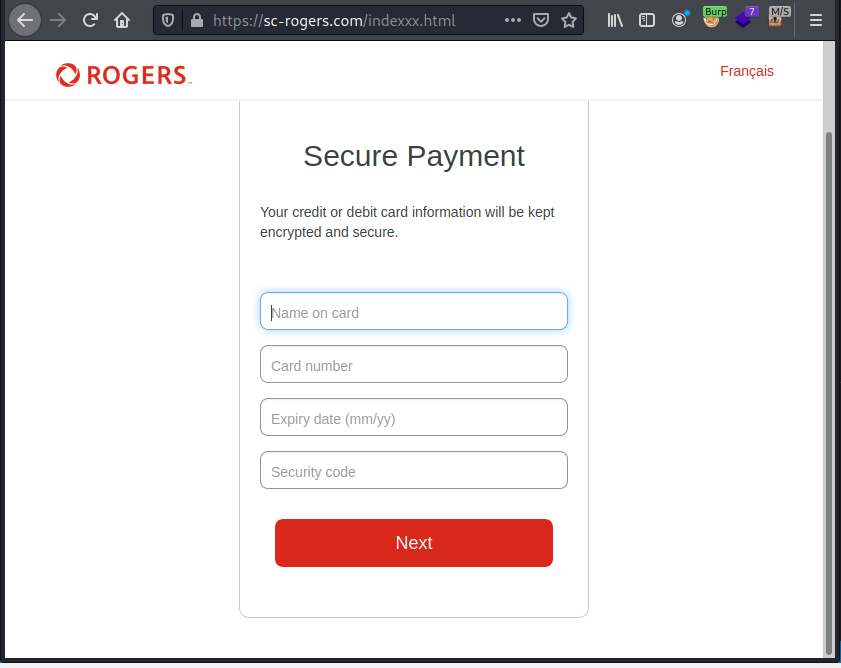 https://sc-rogers.com/indexxx.html
Burp
7
M/S
ROGERS™
Français
Secure Payment
Your credit or debit card information will be kept
encrypted and secure.
Name on card
Card number
Expiry date (mm/yy)
Security code
Next